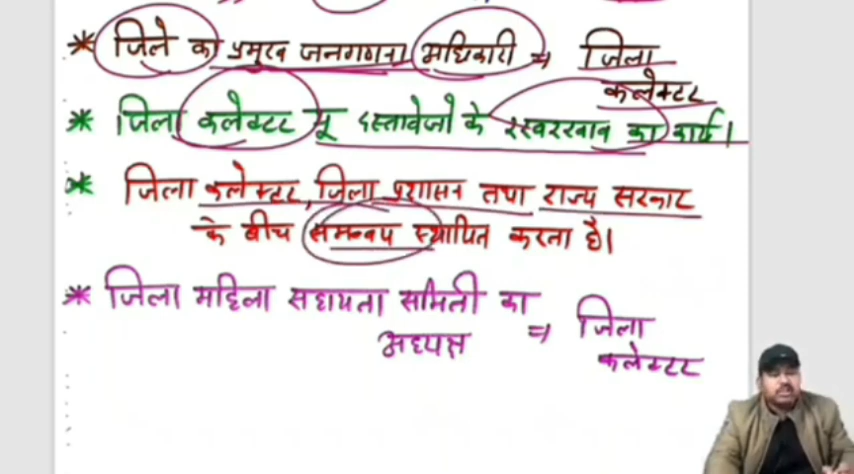 * जिले का प्रमुख जनगणना अधिकारी ⇒ जिला
कलेक्टर
* जिला कलेक्टर भू दस्तावेजो के रखरखाव का कार्य।
* जिला कलेक्टर, जिला प्रशासन तथा राज्य सरकार
के बीच समन्वय स्थापित करता है।
* जिला महिला सहायता समिती का
अध्यक्ष ⇒ जिला
कलेक्टर